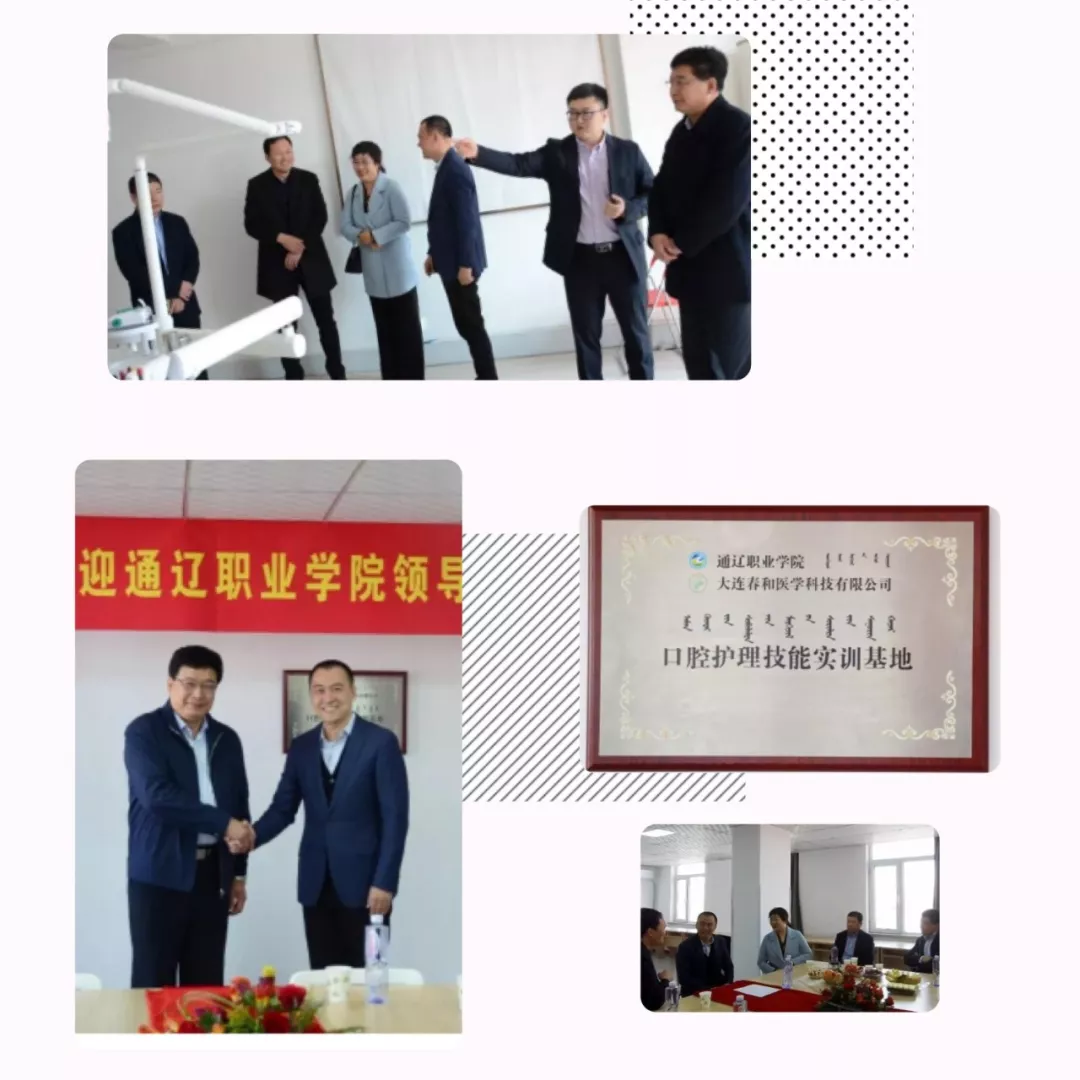 迎通辽职业学院领导
通辽职业学院
大连春和医学科技有限公司
口腔护理技能实训基地